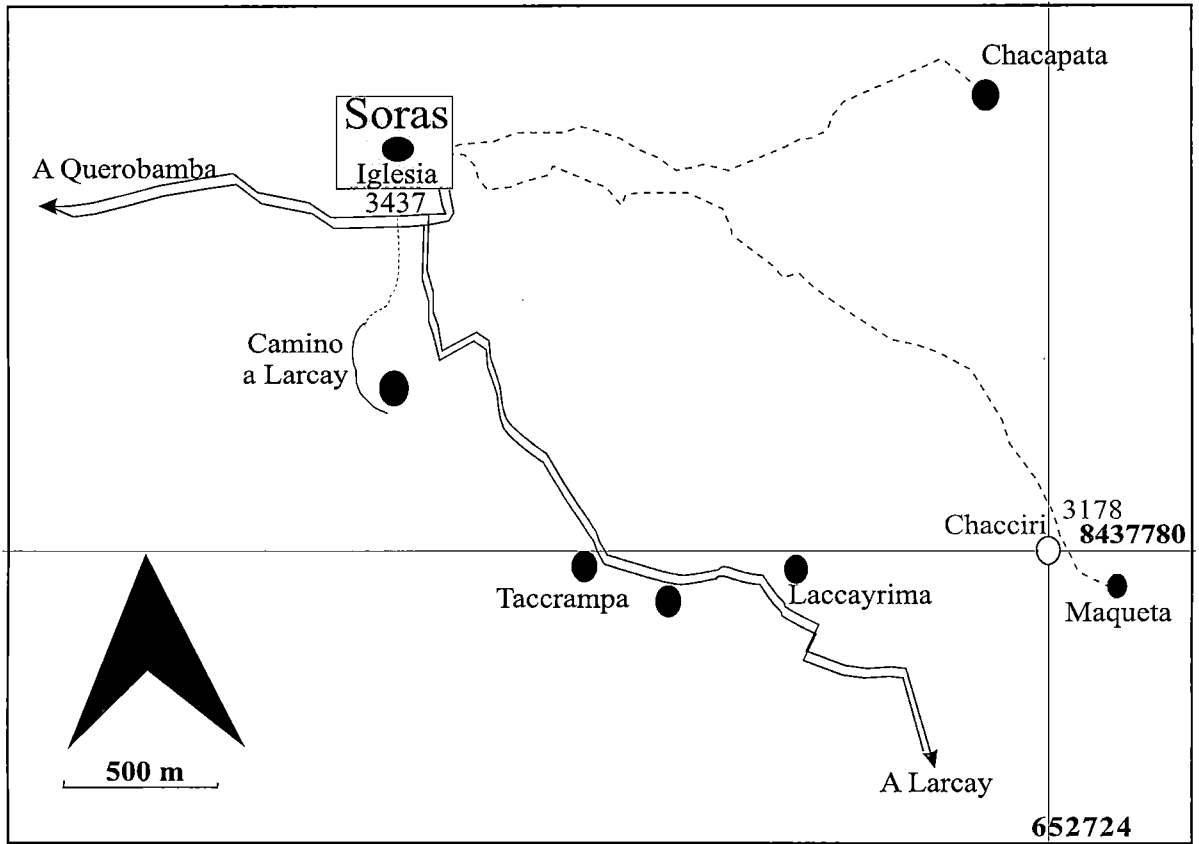 Chacapata
Soras
Iglesia
3437
A Querobamba
Camino
a Larcay
3178
Chacciri
8437780
Taccrampa
Laccayrima
Maqueta
500 m
A Larcay
652724